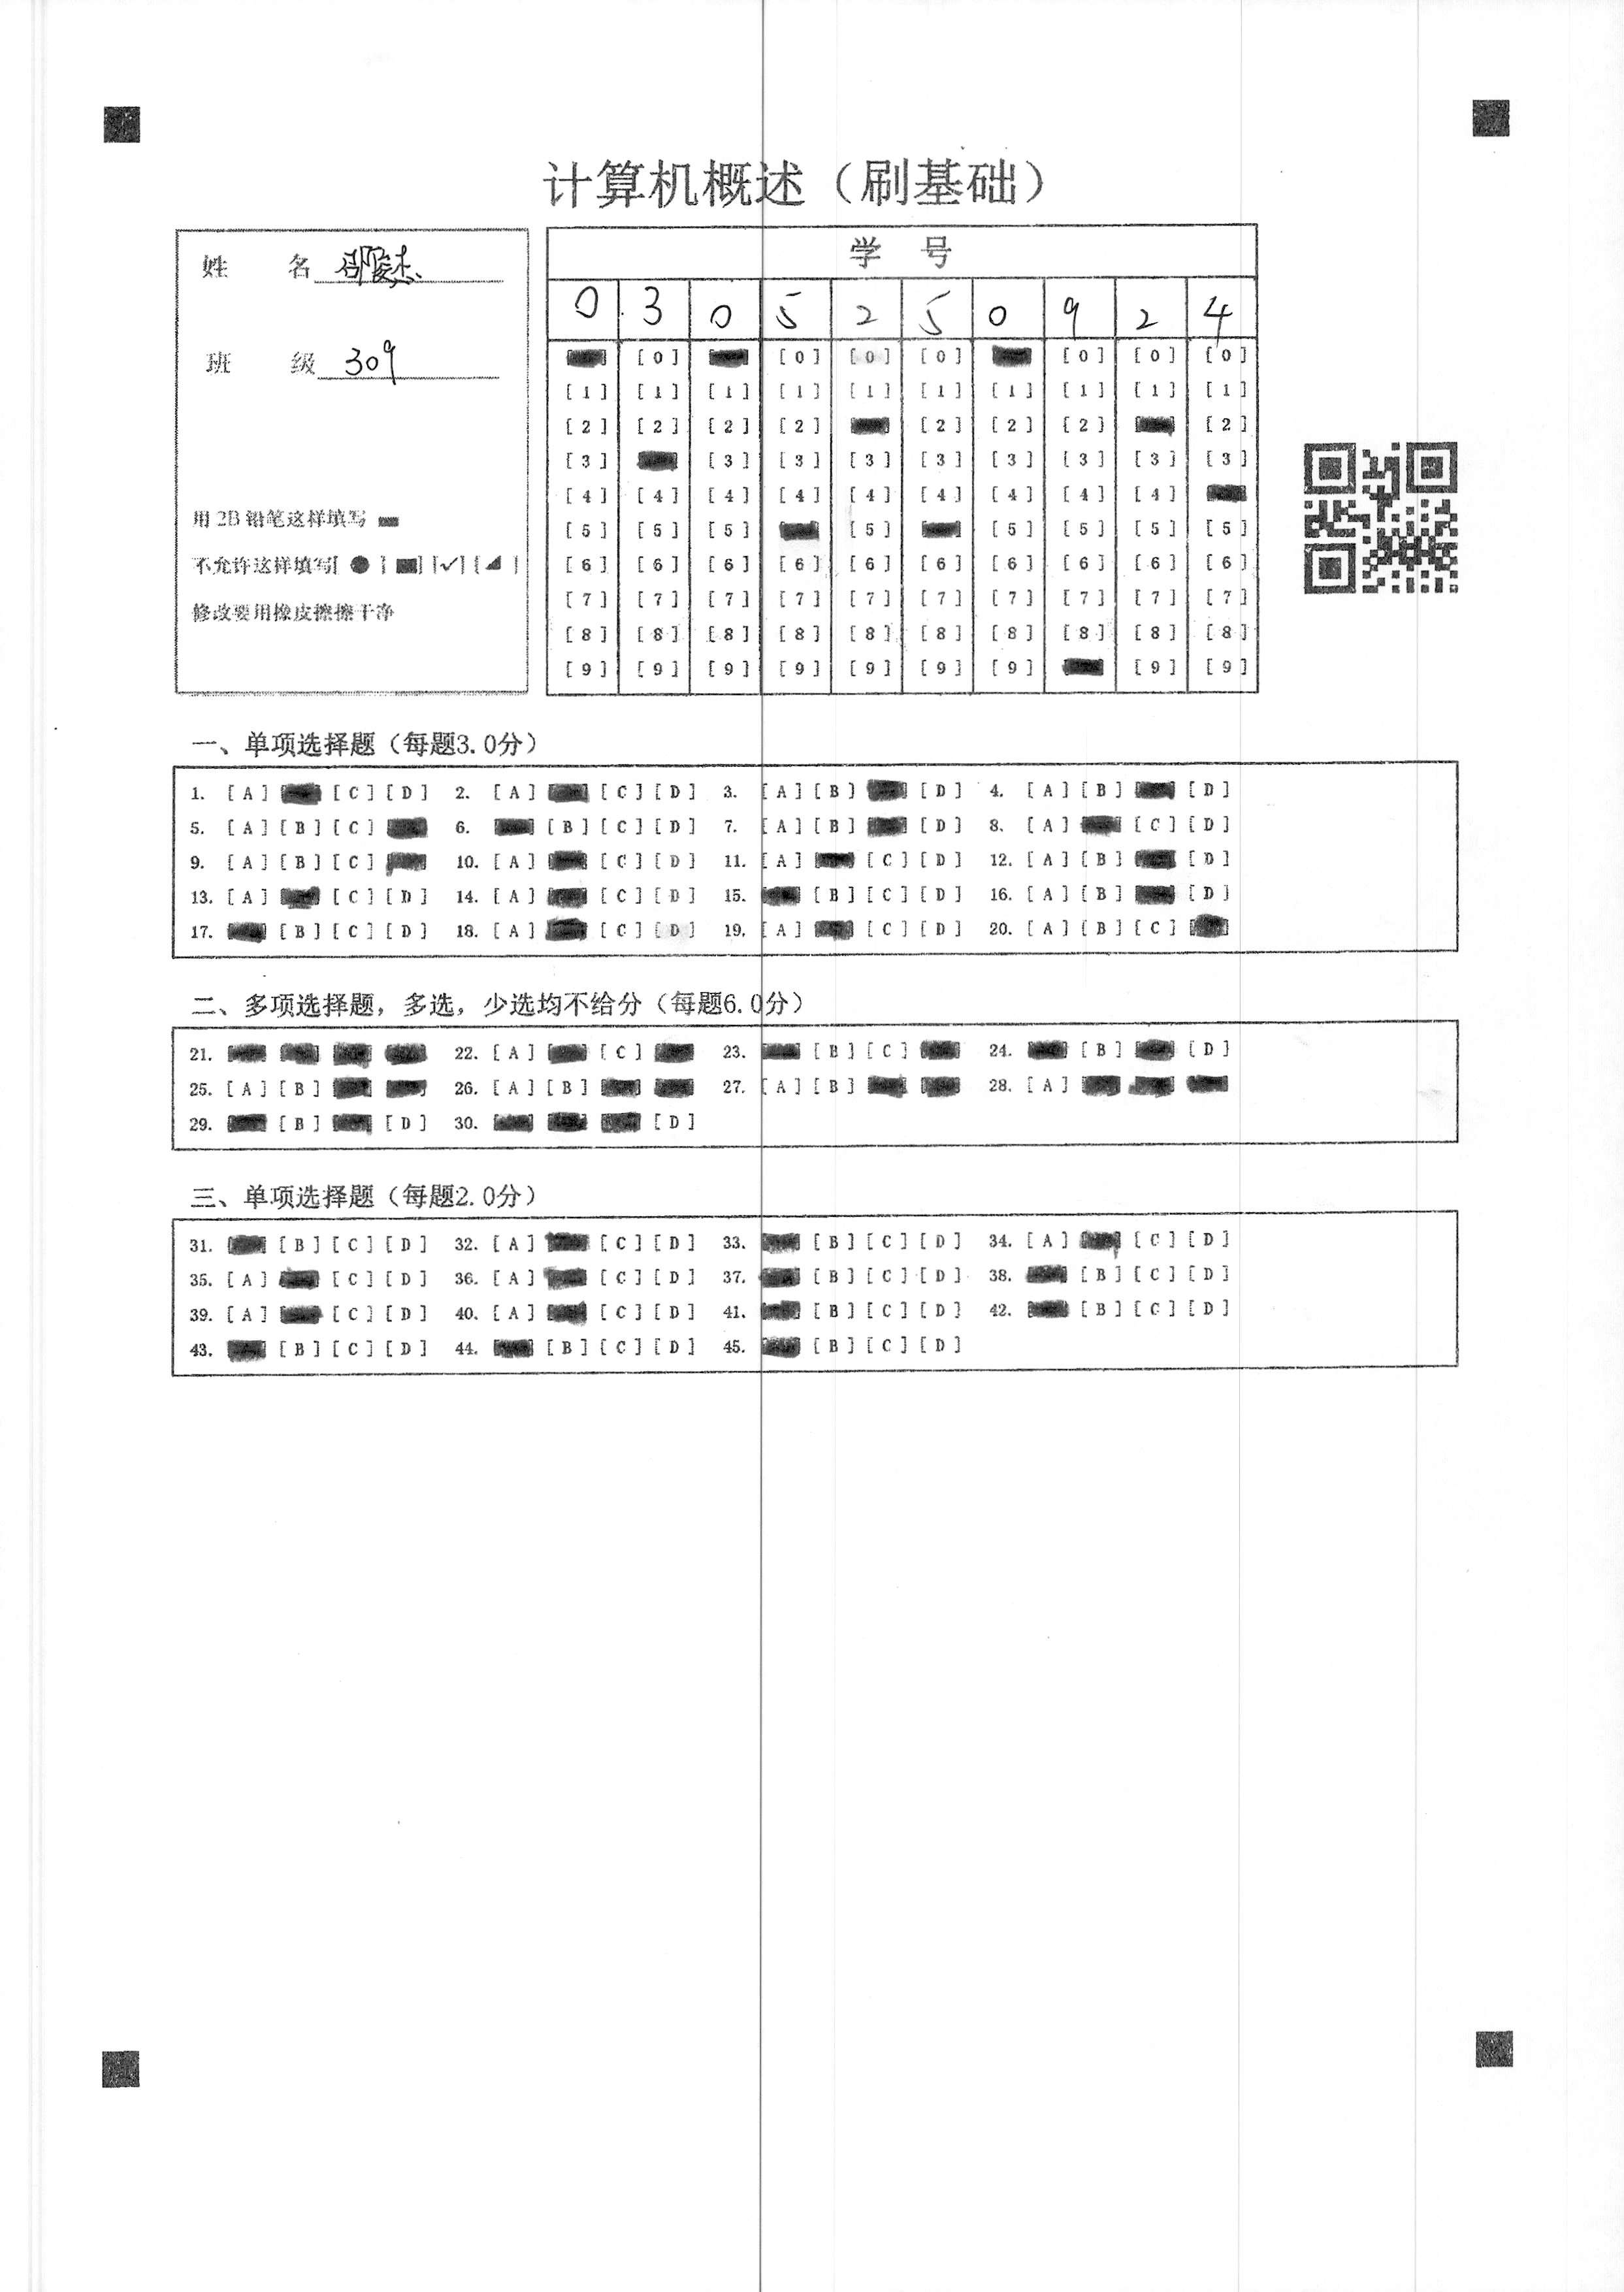 计算机概述（刷基础）
姓 名 邵俊杰
班 级 309
用 2B 铅笔这样填写
不允许这样填写[ ● ] [■] [✓] [◢ ]
修改要用橡皮擦擦干净
学 号
0 3 0 5 2 5 0 9 2 4
[0] [0] [0] [0] [0] [0] [0]
[1] [1] [1] [1] [1] [1] [1] [1] [1] [1]
[2] [2] [2] [2] [2] [2] [2] [2]
[3] [3] [3] [3] [3] [3] [3] [3] [3]
[4] [4] [4] [4] [4] [4] [4] [4] [4]
[5] [5] [5] [5] [5] [5] [5] [5]
[6] [6] [6] [6] [6] [6] [6] [6] [6] [6]
[7] [7] [7] [7] [7] [7] [7] [7] [7] [7]
[8] [8] [8] [8] [8] [8] [8] [8] [8] [8]
[9] [9] [9] [9] [9] [9] [9] [9] [9]
一、单项选择题（每题3.0分）
1. [A] [C] [D] 2. [A] [C] [D] 3. [A] [B] [D] 4. [A] [B] [D]
5. [A] [B] [C] 6. [B] [C] [D] 7. [A] [B] [D] 8. [A] [C] [D]
9. [A] [B] [C] 10. [A] [C] [D] 11. [A] [C] [D] 12. [A] [B] [D]
13. [A] [C] [D] 14. [A] [C] [D] 15. [B] [C] [D] 16. [A] [B] [D]
17. [B] [C] [D] 18. [A] [C] [D] 19. [A] [C] [D] 20. [A] [B] [C]
二、多项选择题，多选，少选均不给分（每题6.0分）
21. 22. [A] [C] 23. [B] [C] 24. [B] [D]
25. [A] [B] 26. [A] [B] 27. [A] [B] 28. [A]
29. [B] [D] 30. [D]
三、单项选择题（每题2.0分）
31. [B] [C] [D] 32. [A] [C] [D] 33. [B] [C] [D] 34. [A] [C] [D]
35. [A] [C] [D] 36. [A] [C] [D] 37. [B] [C] [D] 38. [B] [C] [D]
39. [A] [C] [D] 40. [A] [C] [D] 41. [B] [C] [D] 42. [B] [C] [D]
43. [B] [C] [D] 44. [B] [C] [D] 45. [B] [C] [D]